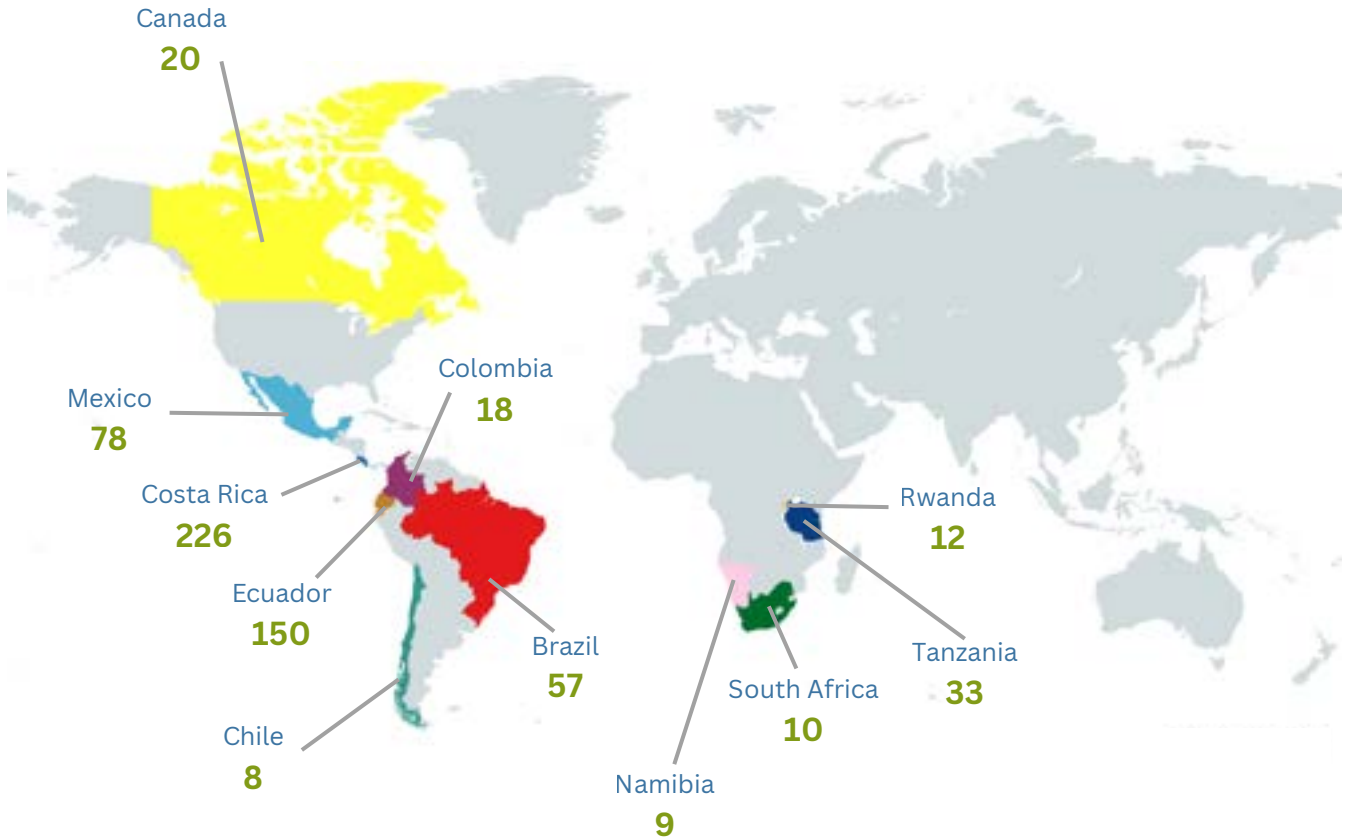 Canada
20
Colombia
18
Mexico
78
Costa Rica
226
Rwanda
12
Ecuador
150
Brazil
57
Tanzania
33
South Africa
10
Chile
8
Namibia
9